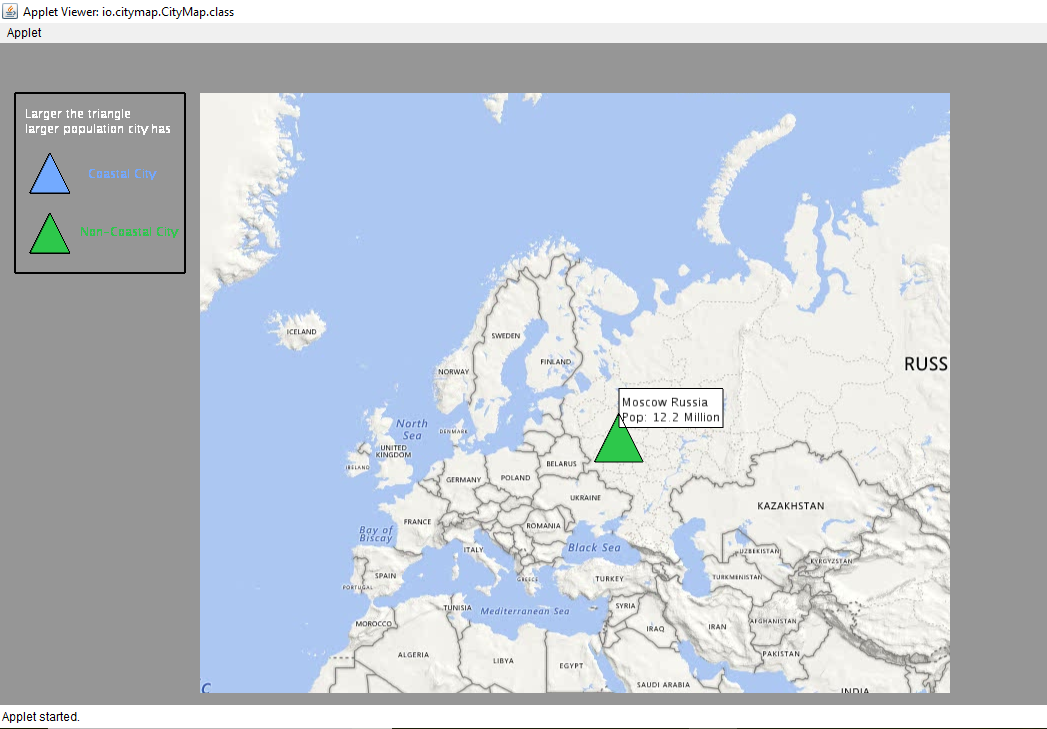 Applet Viewer: io.citymap.CityMap.class
Applet
Larger the triangle
larger population city has
Coastal City
Non-Coastal City
RUSS
ICELAND
SWEDEN
FINLAND
NORWAY
Moscow Russia
Pop: 12.2 Million
North
Sea
DENMARK
UNITED
KINGDOM
IRELAND
BELARUS
GERMANY
POLAND
UKRAINE
KAZAKHSTAN
FRANCE
ROMANIA
Bay of
Biscay
ITALY
Black Sea
UZBEKISTAN
KYRGYZSTAN
SPAIN
PORTUGAL
GREECE
TURKEY
TURKMENISTAN
TUNISIA
Mediterranean Sea
SYRIA
MOROCCO
IRAQ
IRAN
AFGHANISTAN
ALGERIA
LIBYA
EGYPT
PAKISTAN
SAUDI ARABIA
INDIA
C
Applet started.